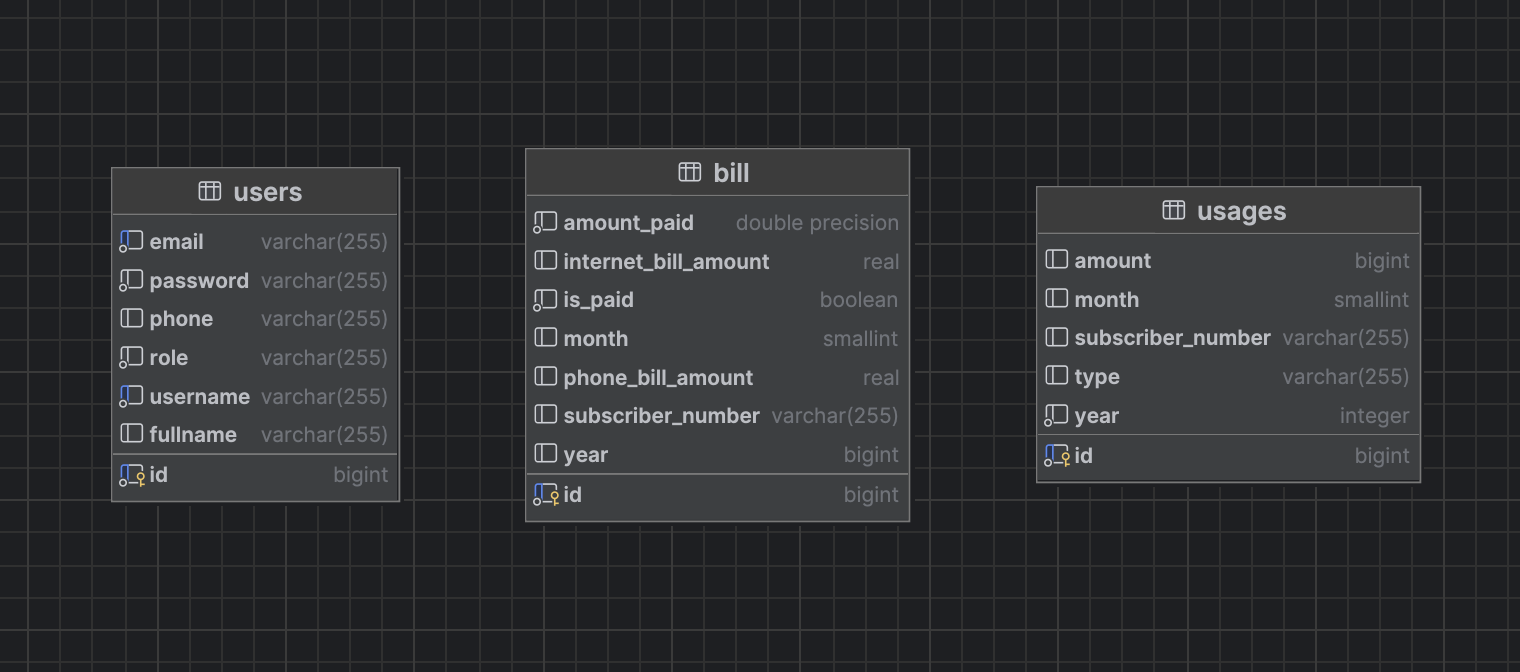 users
email varchar(255)
password varchar(255)
phone varchar(255)
role varchar(255)
username varchar(255)
fullname varchar(255)
id bigint
bill
amount_paid double precision
internet_bill_amount real
is_paid boolean
month smallint
phone_bill_amount real
subscriber_number varchar(255)
year bigint
id bigint
usages
amount bigint
month smallint
subscriber_number varchar(255)
type varchar(255)
year integer
id bigint